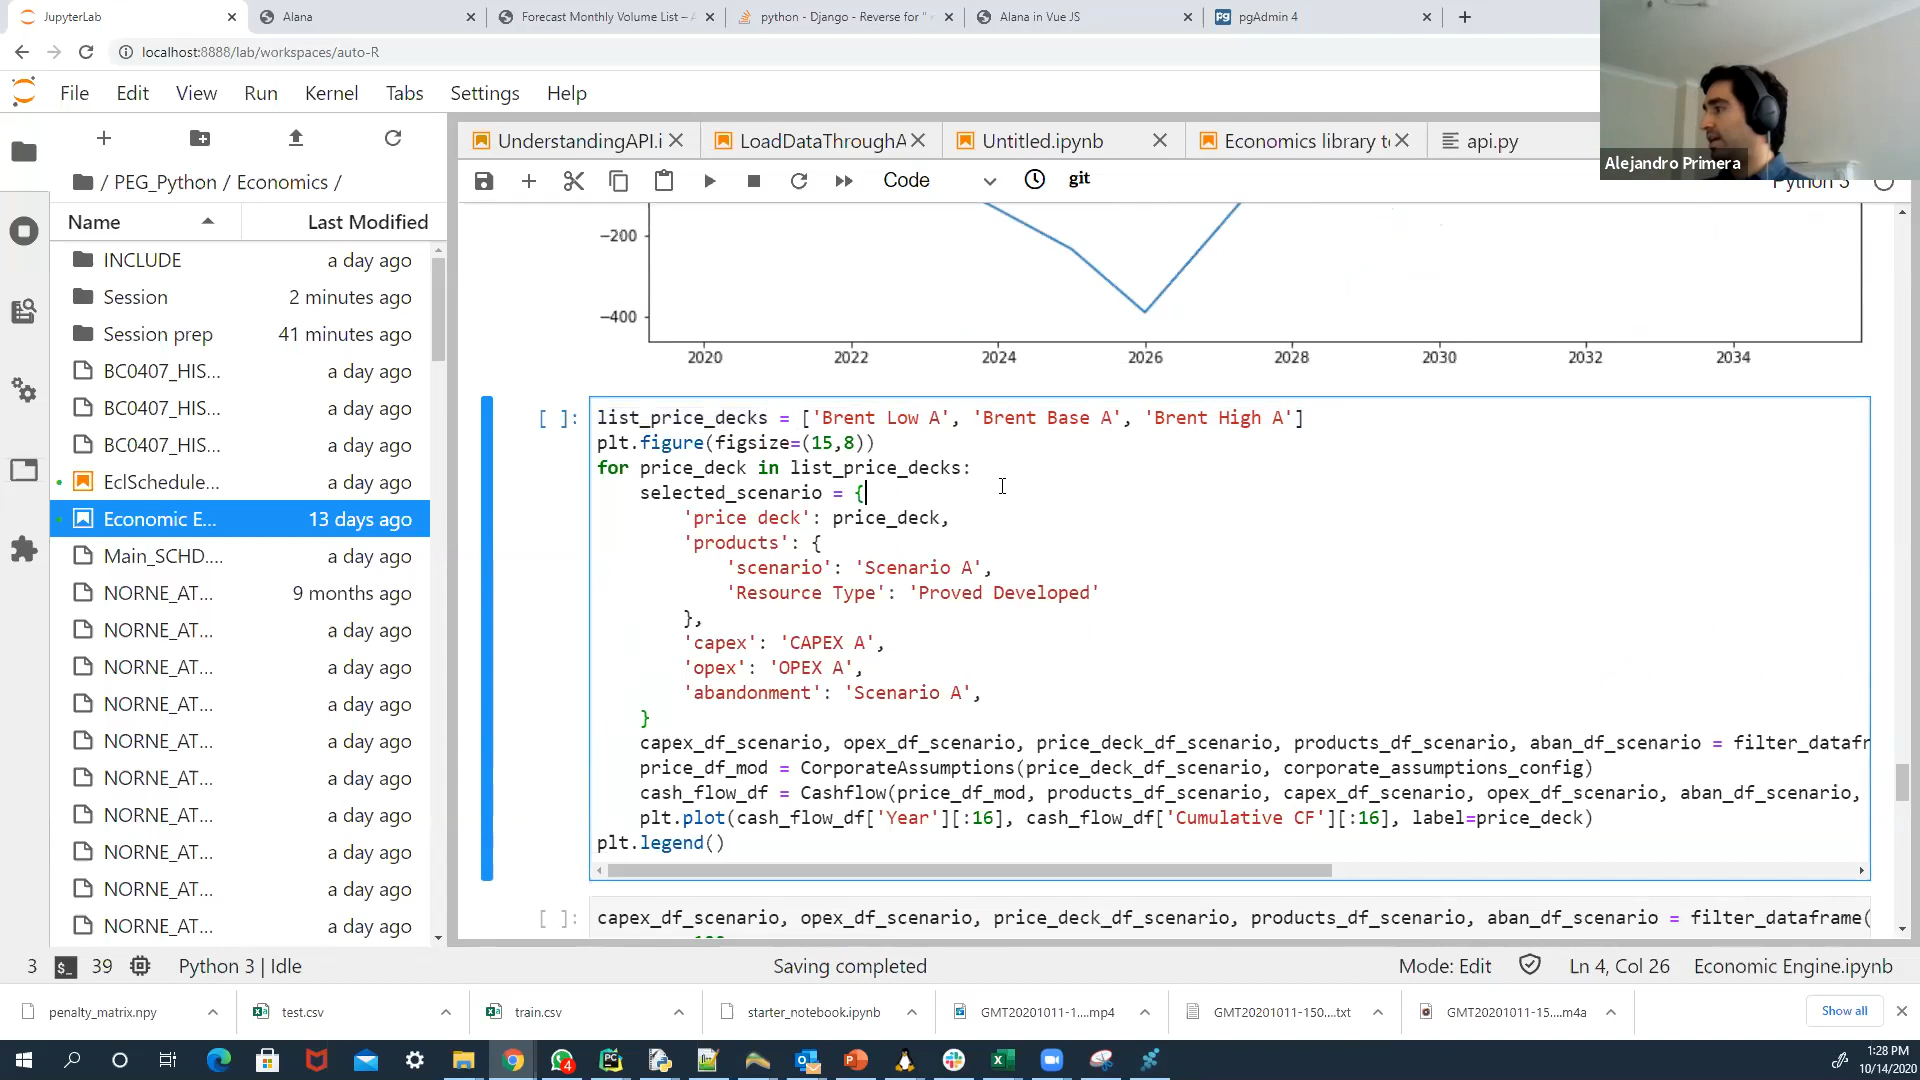 JupyterLab
Alana
Forecast Monthly Volume List –
python - Django - Reverse for "
Alana in Vue JS
pgAdmin 4
localhost:8888/lab/workspaces/auto-R
File Edit View Run Kernel Tabs Settings Help
UnderstandingAPI.i
LoadDataThroughA
Untitled.ipynb
Economics library t
api.py
Alejandro Primera
/ PEG_Python / Economics /
Code
git
Python 3
Name Last Modified
INCLUDE a day ago
Session 2 minutes ago
Session prep 41 minutes ago
BC0407_HIS... a day ago
BC0407_HIS... a day ago
BC0407_HIS... a day ago
EclSchedule... a day ago
Economic E... 13 days ago
Main_SCHD.... a day ago
NORNE_AT... 9 months ago
NORNE_AT... a day ago
NORNE_AT... a day ago
NORNE_AT... a day ago
NORNE_AT... a day ago
NORNE_AT... a day ago
NORNE_AT... a day ago
NORNE_AT... a day ago
NORNE_AT... a day ago
NORNE_AT... a day ago
−200
−400
2020 2022 2024 2026 2028 2030 2032 2034
[ ]:
list_price_decks = ['Brent Low A', 'Brent Base A', 'Brent High A']
plt.figure(figsize=(15,8))
for price_deck in list_price_decks:
selected_scenario = {
'price deck': price_deck,
'products': {
'scenario': 'Scenario A',
'Resource Type': 'Proved Developed'
},
'capex': 'CAPEX A',
'opex': 'OPEX A',
'abandonment': 'Scenario A',
}
capex_df_scenario, opex_df_scenario, price_deck_df_scenario, products_df_scenario, aban_df_scenario = filter_datafr
price_df_mod = CorporateAssumptions(price_deck_df_scenario, corporate_assumptions_config)
cash_flow_df = Cashflow(price_df_mod, products_df_scenario, capex_df_scenario, opex_df_scenario, aban_df_scenario,
plt.plot(cash_flow_df['Year'][:16], cash_flow_df['Cumulative CF'][:16], label=price_deck)
plt.legend()
[ ]:
capex_df_scenario, opex_df_scenario, price_deck_df_scenario, products_df_scenario, aban_df_scenario = filter_dataframe(
3 39 Python 3 | Idle
Saving completed
Mode: Edit Ln 4, Col 26 Economic Engine.ipynb
penalty_matrix.npy
test.csv
train.csv
starter_notebook.ipynb
GMT20201011-1....mp4
GMT20201011-150....txt
GMT20201011-15....m4a
Show all
4
1:28 PM
10/14/2020